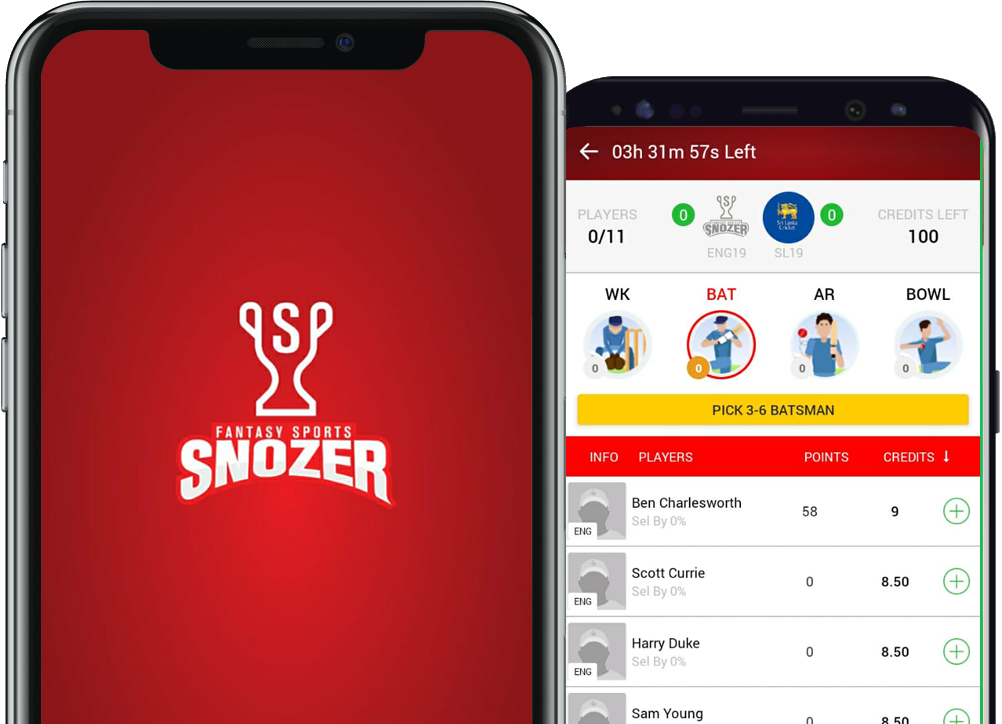 SP
FANTASY SPORTS
SNOZER
03h 31m 57s Left
PLAYERS
0/11
0
SNOZER
ENG19
Sri Lanka
Cricket
SL19
0
CREDITS LEFT
100
WK
BAT
AR
BOWL
0
0
0
0
PICK 3-6 BATSMAN
INFO PLAYERS POINTS CREDITS ↓
Ben Charlesworth
Sel By 0%
ENG
58
9
Scott Currie
Sel By 0%
ENG
0
8.50
Harry Duke
Sel By 0%
ENG
0
8.50
Sam Young
0
8.50